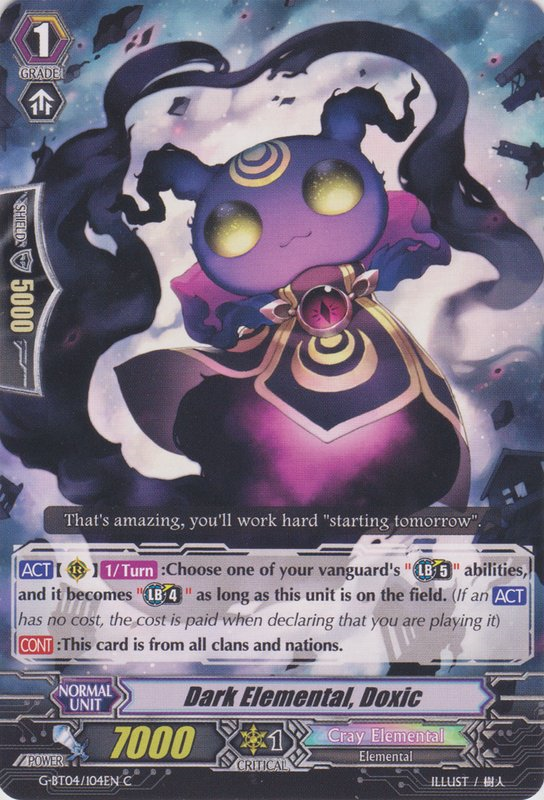 1
GRADE
SHIELD
5000
That's amazing, you'll work hard "starting tomorrow".
ACT【R】1/Turn :Choose one of your vanguard's "LB 5" abilities,
and it becomes "LB 4" as long as this unit is on the field. (If an ACT
has no cost, the cost is paid when declaring that you are playing it)
CONT :This card is from all clans and nations.
NORMAL
UNIT
Dark Elemental, Doxic
POWER
7000
1
CRITICAL
Cray Elemental
Elemental
G-BT04/104EN C
ILLUST / 樹人